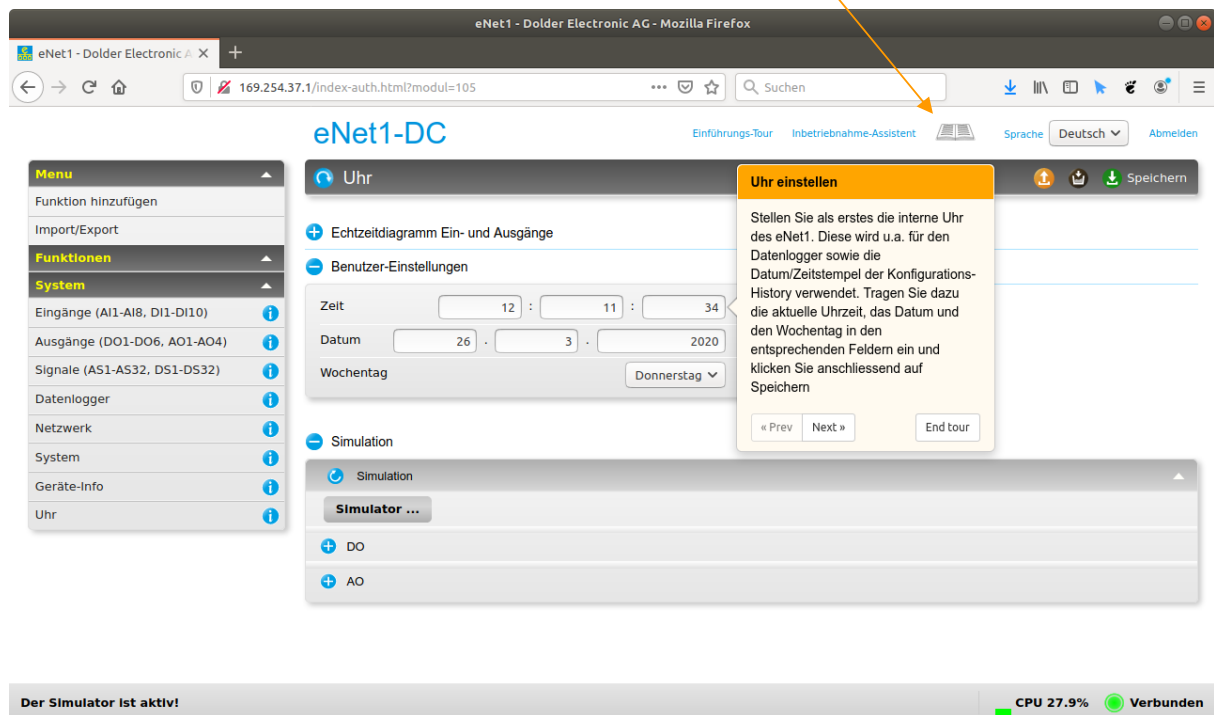 eNet1 - Dolder Electronic AG - Mozilla Firefox
eNet1 - Dolder Electronic A
169.254.37.1/index-auth.html?modul=105
Suchen
eNet1-DC
Einführungs-Tour Inbetriebnahme-Assistent Sprache Deutsch Abmelden
Menu
Funktion hinzufügen
Import/Export
Funktionen
System
Eingänge (AI1-AI8, DI1-DI10)
Ausgänge (DO1-DO6, AO1-AO4)
Signale (AS1-AS32, DS1-DS32)
Datenlogger
Netzwerk
System
Geräte-Info
Uhr
Uhr
Speichern
Echtzeitdiagramm Ein- und Ausgänge
Benutzer-Einstellungen
Zeit 12 : 11 : 34
Datum 26 . 3 . 2020
Wochentag Donnerstag
Uhr einstellen
Stellen Sie als erstes die interne Uhr
des eNet1. Diese wird u.a. für den
Datenlogger sowie die
Datum/Zeitstempel der Konfigurations-
History verwendet. Tragen Sie dazu
die aktuelle Uhrzeit, das Datum und
den Wochentag in den
entsprechenden Feldern ein und
klicken Sie anschliessend auf
Speichern
« Prev Next » End tour
Simulation
Simulation
Simulator ...
DO
AO
Der Simulator ist aktiv!
CPU 27.9% Verbunden